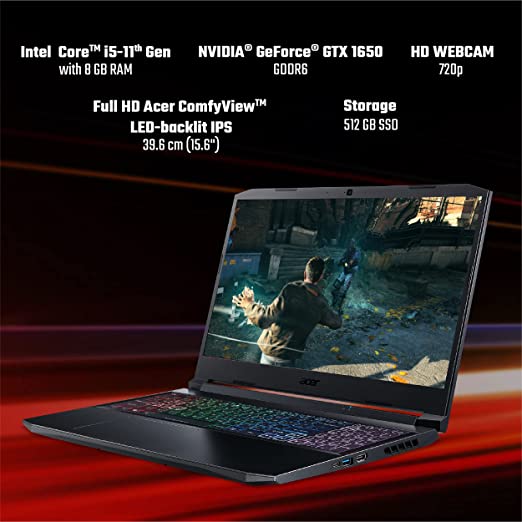 Intel Core™ i5-11th Gen
with 8 GB RAM
NVIDIA® GeForce® GTX 1650
GDDR6
HD WEBCAM
720p
Full HD Acer ComfyView™
LED-backlit IPS
39.6 cm (15.6")
Storage
512 GB SSD
acer